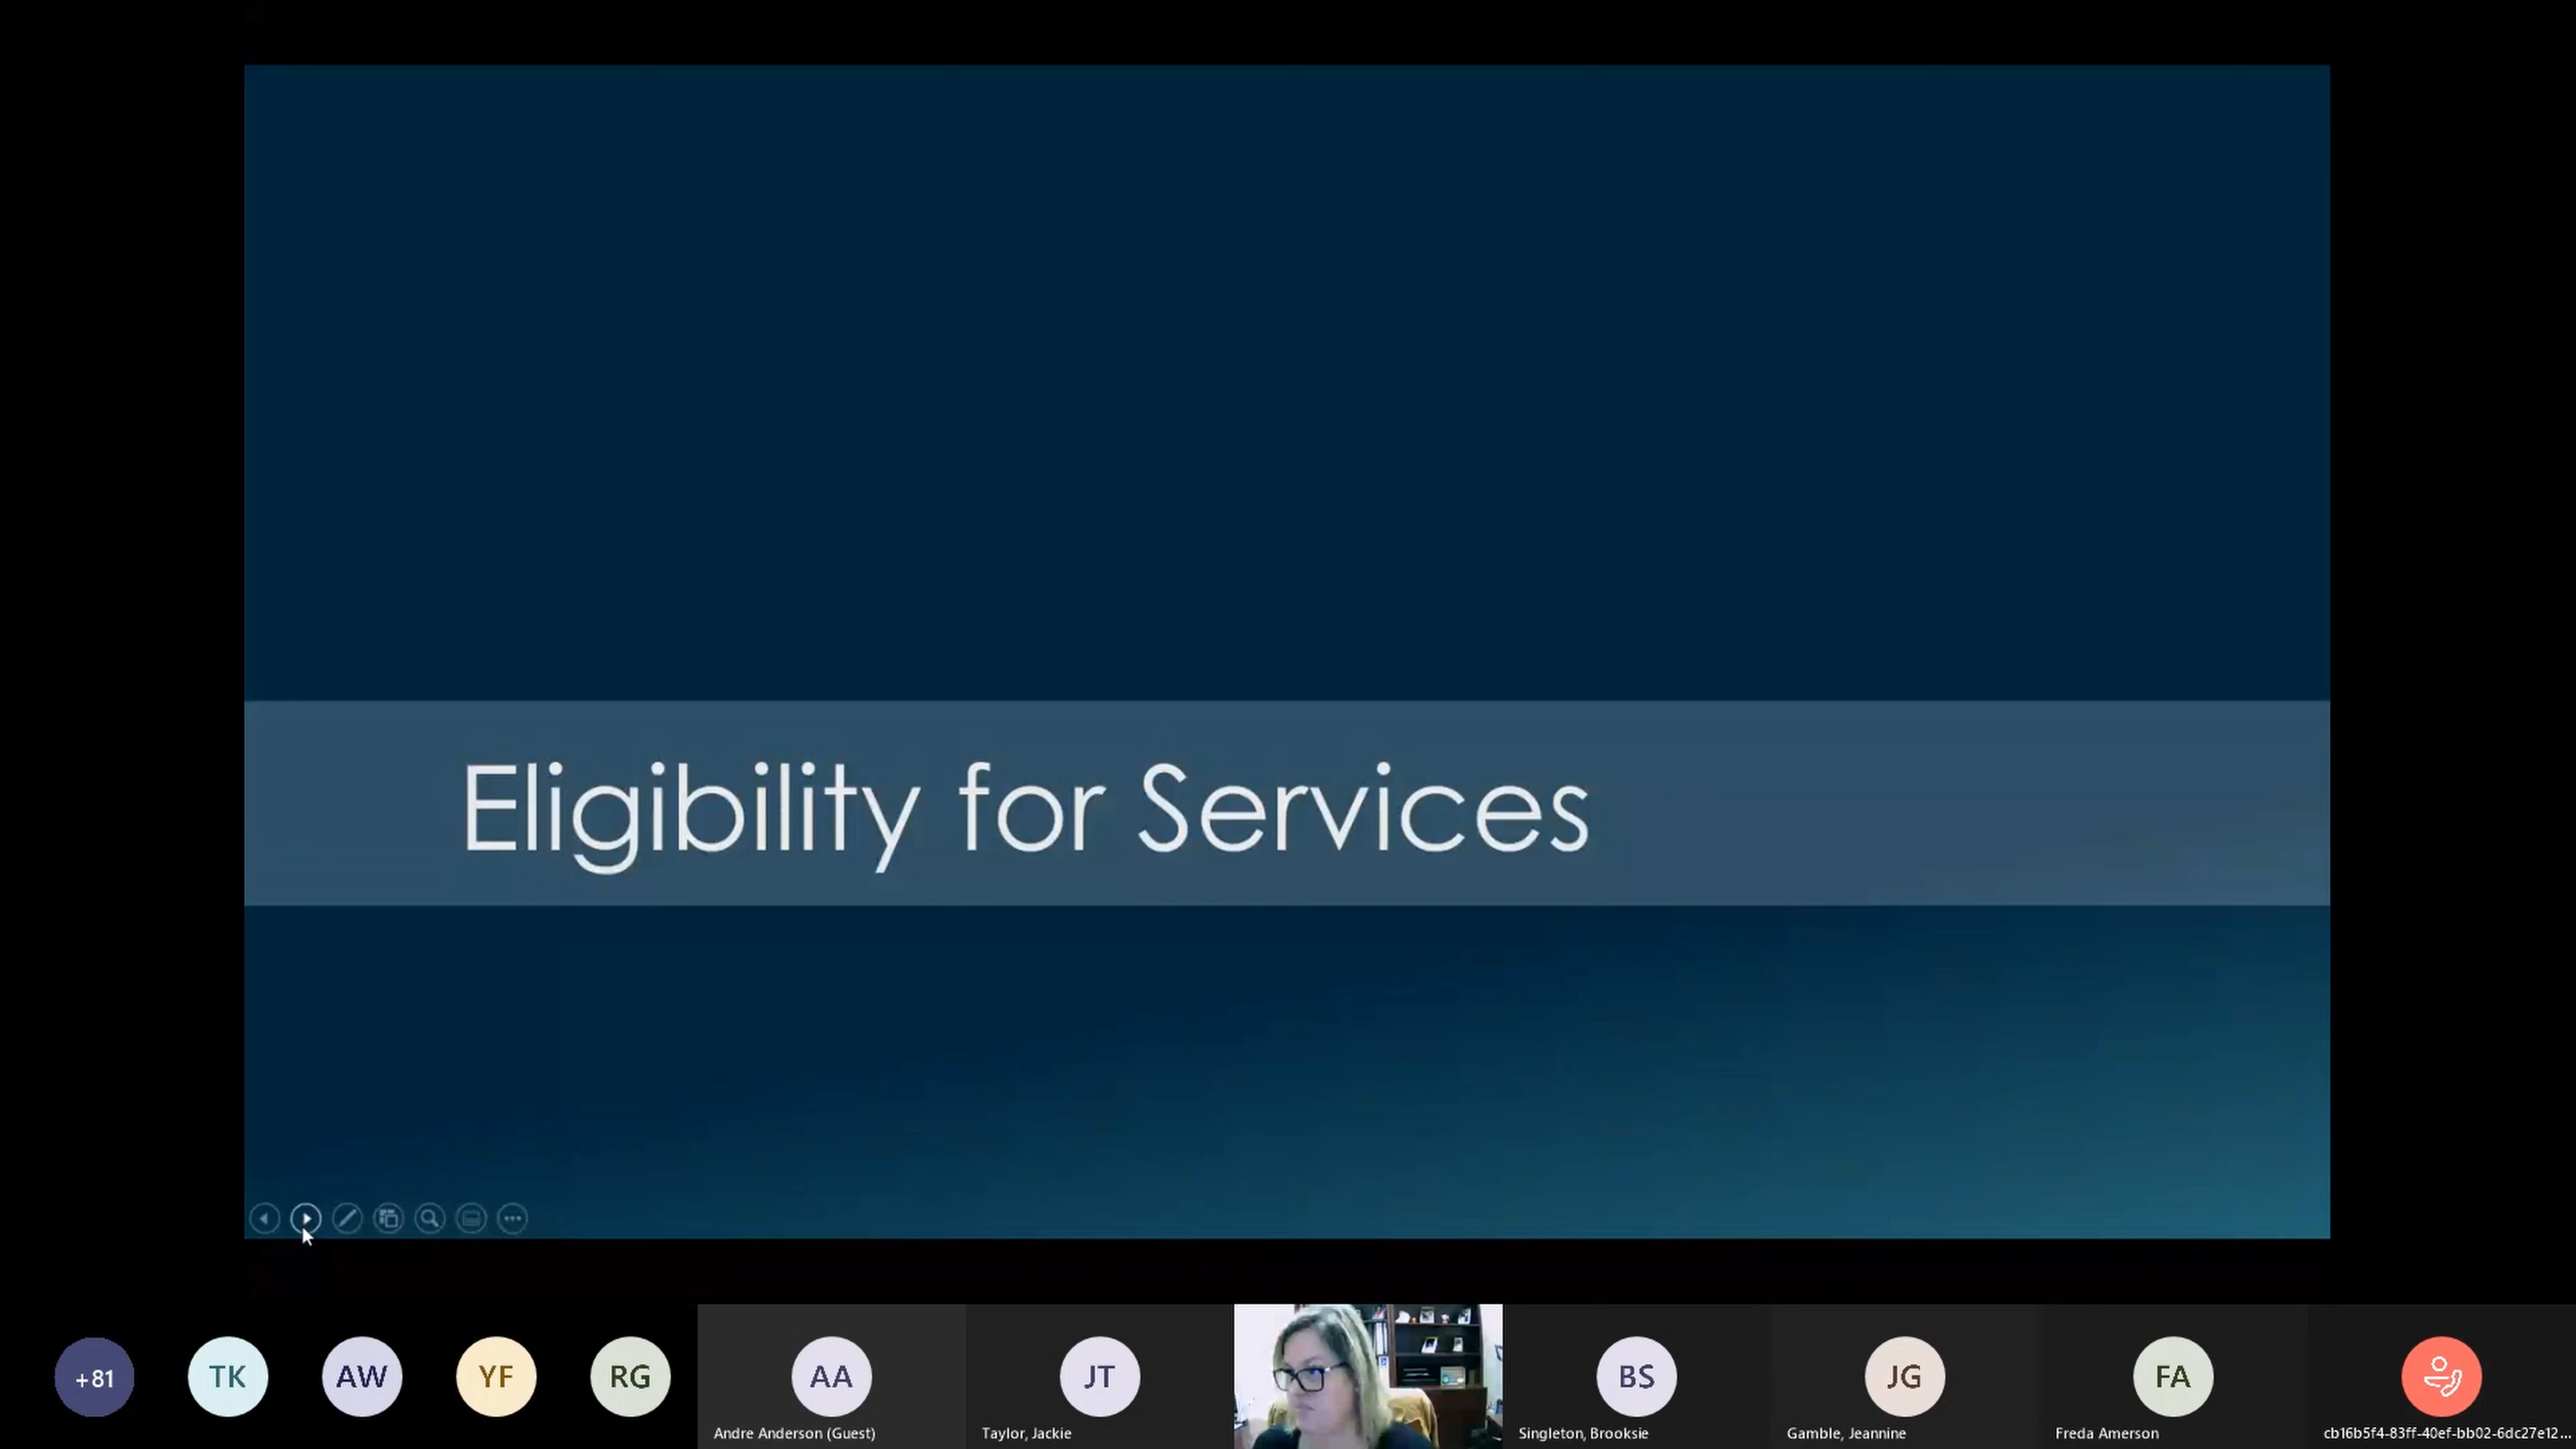 Eligibility for Services
+81
TK
AW
YF
RG
AA
JT
BS
JG
FA
Andre Anderson (Guest)
Taylor, Jackie
Singleton, Brooksie
Gamble, Jeannine
Freda Amerson
cb16b5f4-83ff-40ef-bb02-6dc27e12...